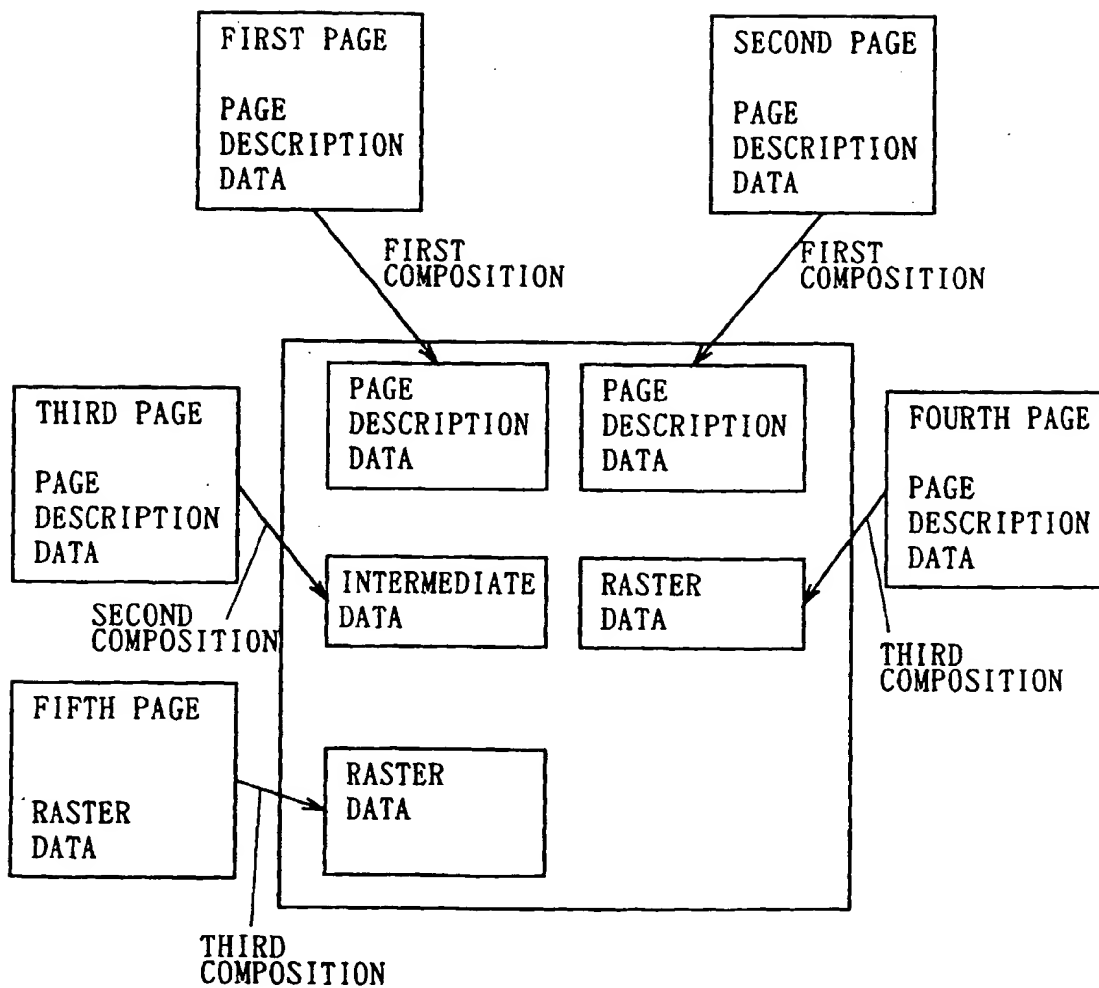 FIRST PAGE
PAGE
DESCRIPTION
DATA
SECOND PAGE
PAGE
DESCRIPTION
DATA
FIRST
COMPOSITION
FIRST
COMPOSITION
THIRD PAGE
PAGE
DESCRIPTION
DATA
PAGE
DESCRIPTION
DATA
PAGE
DESCRIPTION
DATA
FOURTH PAGE
PAGE
DESCRIPTION
DATA
INTERMEDIATE
DATA
RASTER
DATA
SECOND
COMPOSITION
THIRD
COMPOSITION
FIFTH PAGE
RASTER
DATA
RASTER
DATA
THIRD
COMPOSITION